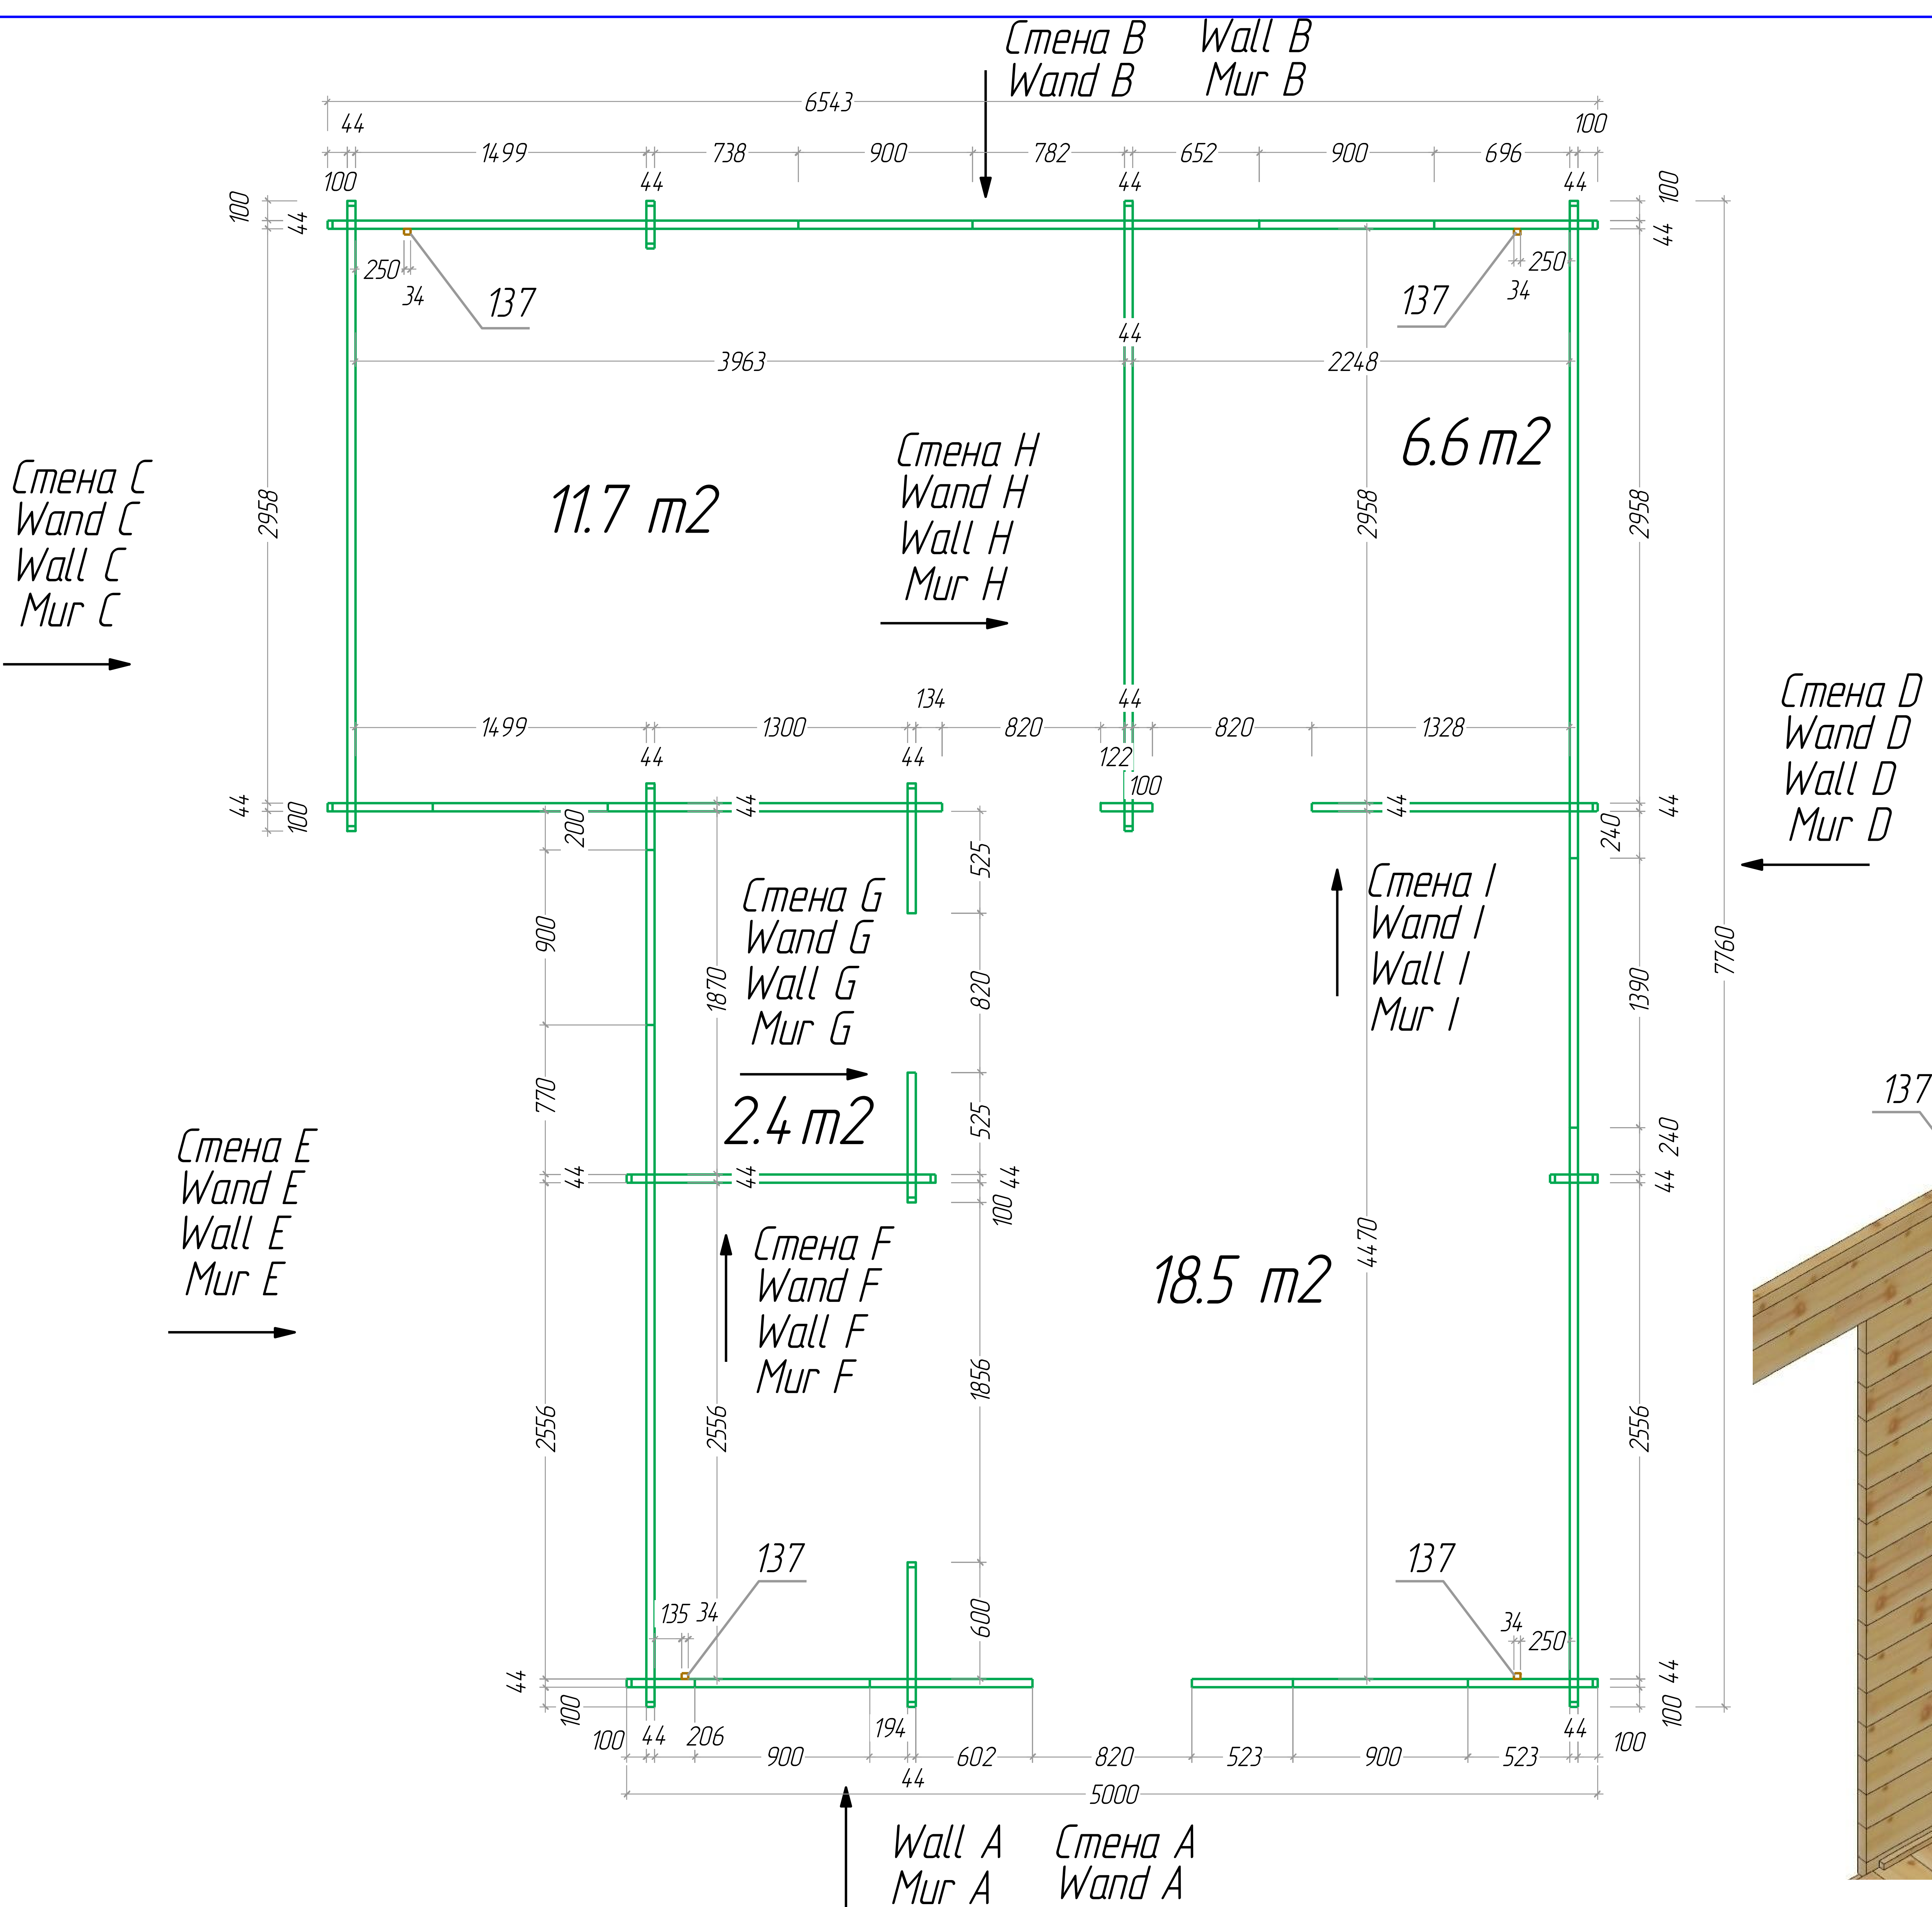 Стена B Wall B
Wand B Mur B
6543
44 100
1499 738 900 782 652 900 696
100 44 44 44
100 44 100 44
250 34 137
137 34 250
44
3963 2248
6.6 m2
11.7 m2
2958 2958 2958
Стена C
Wand C
Wall C
Mur C
Стена H
Wand H
Wall H
Mur H
134 44
1499 1300 820 820 1328
44 44 122
100
44 100 200 44 44 240 44
Стена D
Wand D
Wall D
Mur D
525
900 1870 820 1390 7760
Стена G
Wand G
Wall G
Mur G
Стена I
Wand I
Wall I
Mur I
137
770 525 240
2.4 m2
44 44 44 44
100
Стена E
Wand E
Wall E
Mur E
Стена F
Wand F
Wall F
Mur F
4470
18.5 m2
2556 2556 1856 2556
137 137
135 34 600 34 250
44 100 44 100
100 44 206 194 44 100
900 602 820 523 900 523
44
5000
Wall A Стена A
Mur A Wand A